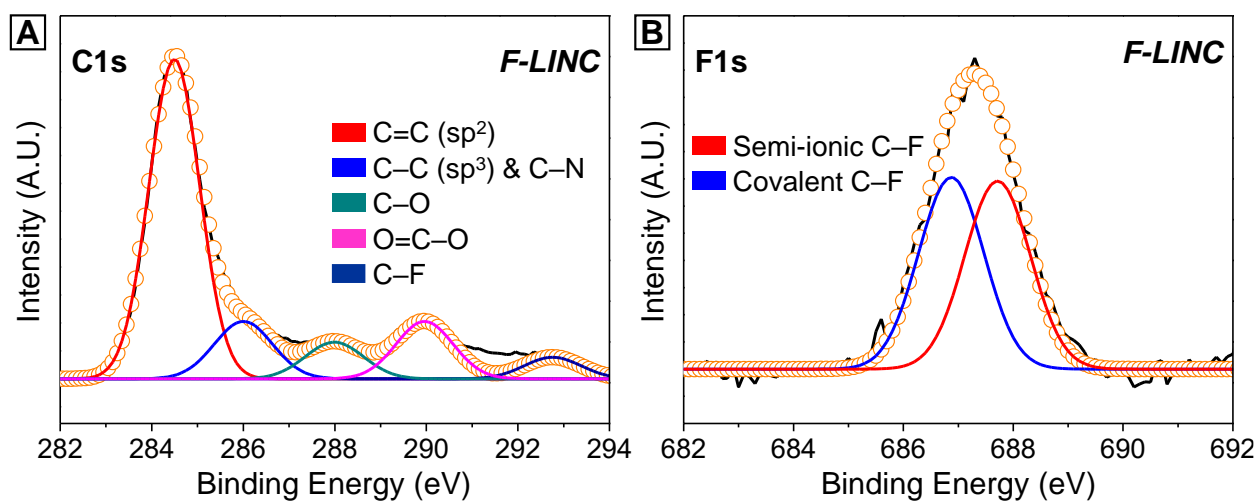 A
C1s
F-LINC
C=C (sp²)
C–C (sp³) & C–N
C–O
O=C–O
C–F
Intensity (A.U.)
282 284 286 288 290 292 294
Binding Energy (eV)
B
F1s
F-LINC
Semi-ionic C–F
Covalent C–F
Intensity (A.U.)
682 684 686 688 690 692
Binding Energy (eV)